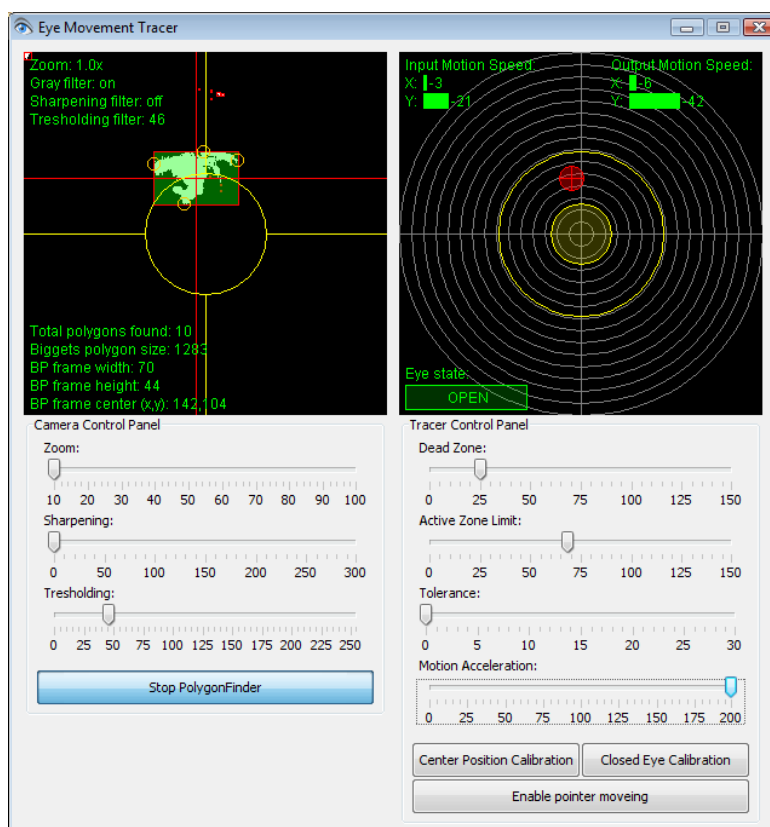 Eye Movement Tracer
Zoom: 1.0x
Gray filter: on
Sharpening filter: off
Tresholding filter: 46
Total polygons found: 10
Biggets polygon size: 1283
BP frame width: 70
BP frame height: 44
BP frame center (x,y): 142,104
Input Motion Speed:
X: -3
Y: -21
Output Motion Speed:
X: -6
Y: -42
Eye state:
OPEN
Camera Control Panel
Zoom:
10 20 30 40 50 60 70 80 90 100
Sharpening:
0 50 100 150 200 250 300
Tresholding:
0 25 50 75 100 125 150 175 200 225 250
Stop PolygonFinder
Tracer Control Panel
Dead Zone:
0 25 50 75 100 125 150
Active Zone Limit:
0 25 50 75 100 125 150
Tolerance:
0 5 10 15 20 25 30
Motion Acceleration:
0 25 50 75 100 125 150 175 200
Center Position Calibration
Closed Eye Calibration
Enable pointer moveing